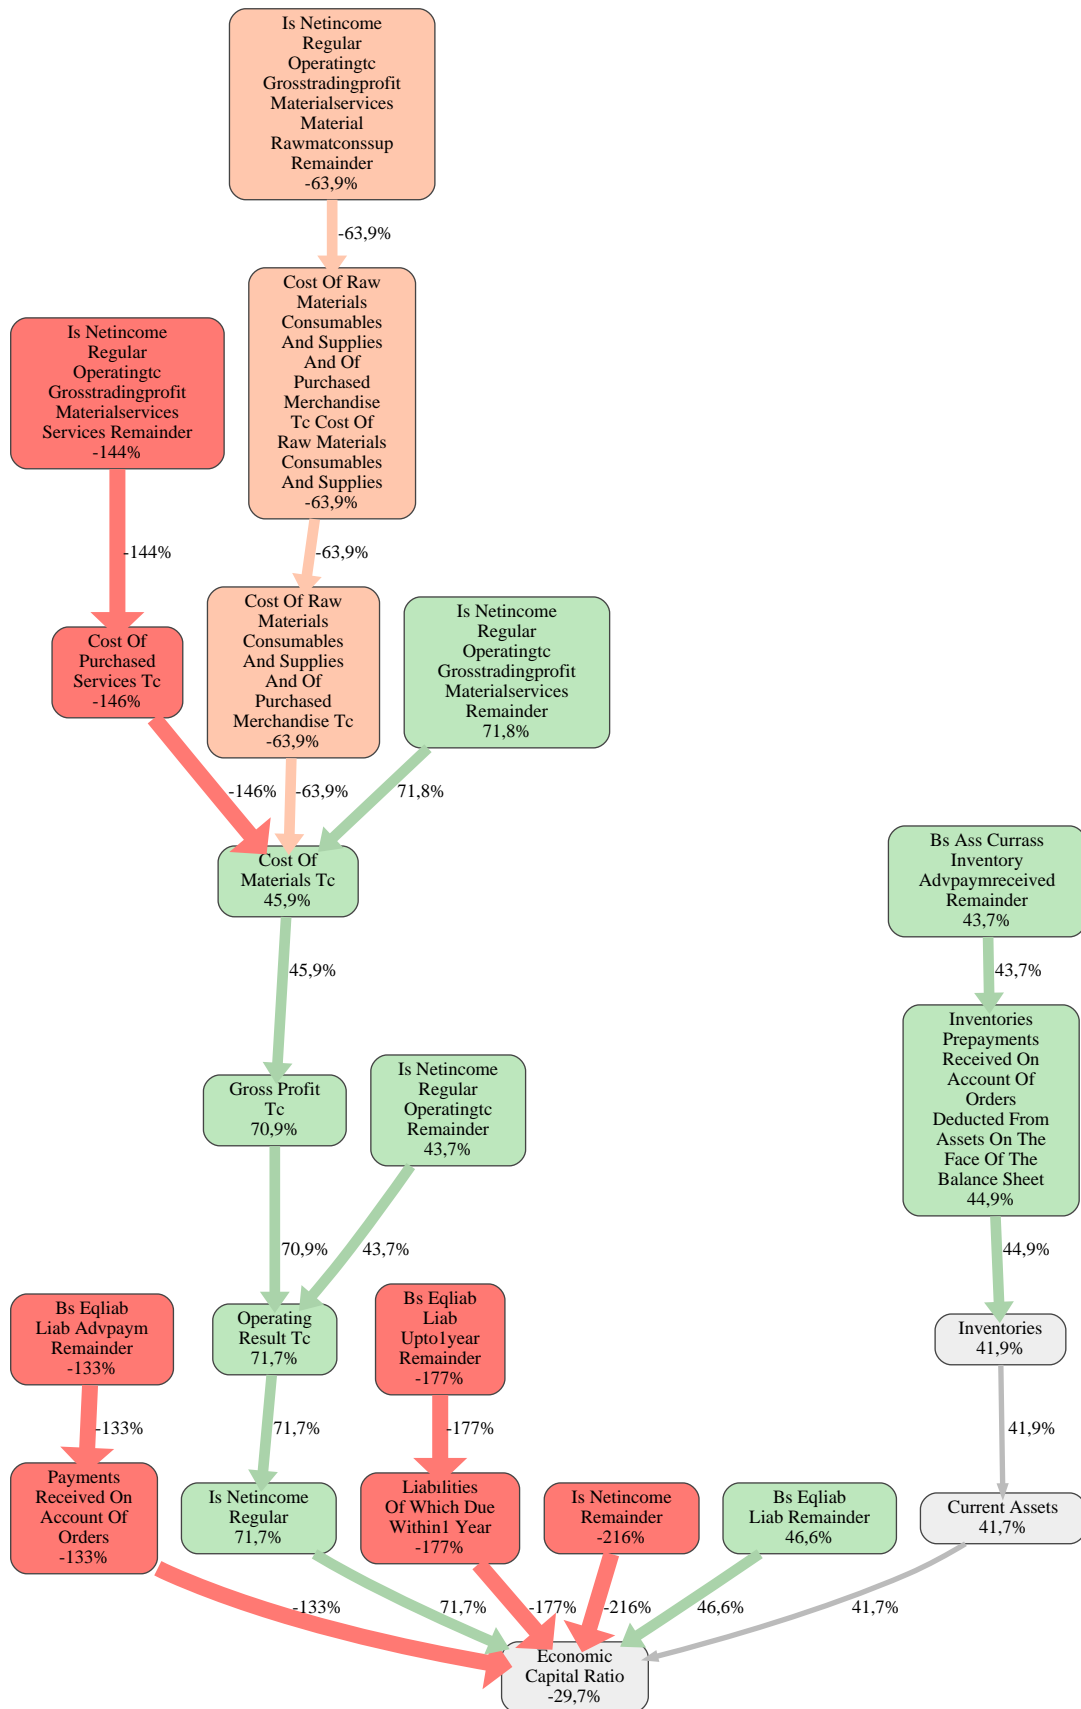 Is Netincome
Regular
Operatingtc
Grosstradingprofit
Materialservices
Material
Rawmatconssup
Remainder
-63,9%
-63,9%
Cost Of Raw
Materials
Consumables
And Supplies
And Of
Purchased
Merchandise
Tc Cost Of
Raw Materials
Consumables
And Supplies
-63,9%
Is Netincome
Regular
Operatingtc
Grosstradingprofit
Materialservices
Services Remainder
-144%
-144%
-63,9%
Cost Of
Purchased
Services Tc
-146%
Cost Of Raw
Materials
Consumables
And Supplies
And Of
Purchased
Merchandise Tc
-63,9%
Is Netincome
Regular
Operatingtc
Grosstradingprofit
Materialservices
Remainder
71,8%
-146%
-63,9%
71,8%
Cost Of
Materials Tc
45,9%
Bs Ass Currass
Inventory
Advpaymreceived
Remainder
43,7%
45,9%
43,7%
Gross Profit
Tc
70,9%
Is Netincome
Regular
Operatingtc
Remainder
43,7%
Inventories
Prepayments
Received On
Account Of
Orders
Deducted From
Assets On The
Face Of The
Balance Sheet
44,9%
70,9%
43,7%
44,9%
Bs Eqliab
Liab Advpaym
Remainder
-133%
Operating
Result Tc
71,7%
Bs Eqliab
Liab
Upto1year
Remainder
-177%
Inventories
41,9%
-133%
71,7%
-177%
41,9%
Payments
Received On
Account Of
Orders
-133%
Is Netincome
Regular
71,7%
Liabilities
Of Which Due
Within1 Year
-177%
Is Netincome
Remainder
-216%
Bs Eqliab
Liab Remainder
46,6%
Current Assets
41,7%
-133%
71,7%
-177%
-216%
46,6%
41,7%
Economic
Capital Ratio
-29,7%